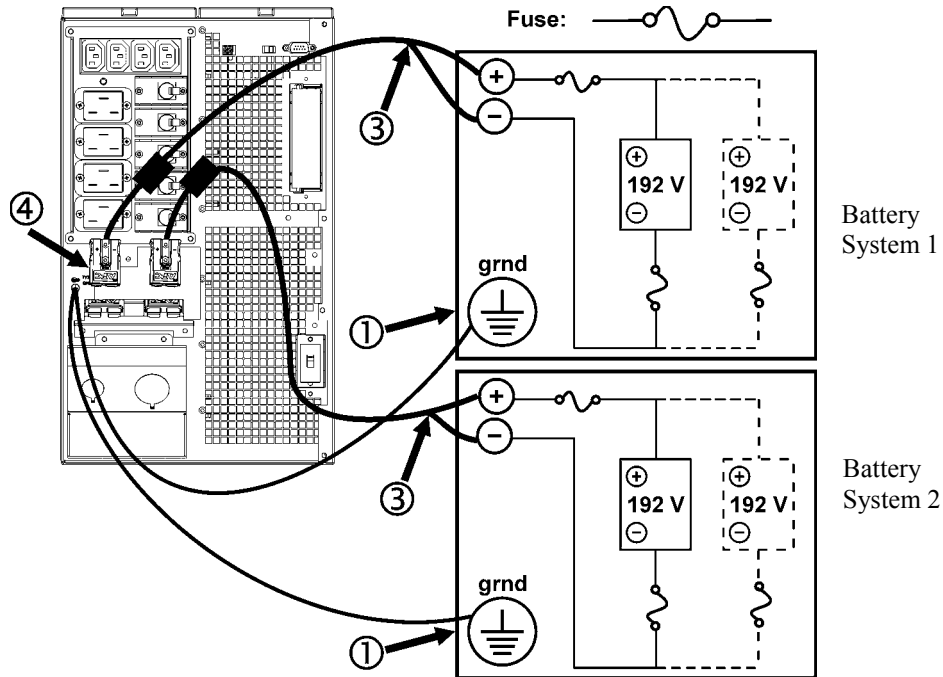 Fuse:
③
+
−
+
192 V
−
+
192 V
−
Battery
System 1
④
grnd
①
+
−
③
+
192 V
−
+
192 V
−
Battery
System 2
grnd
①